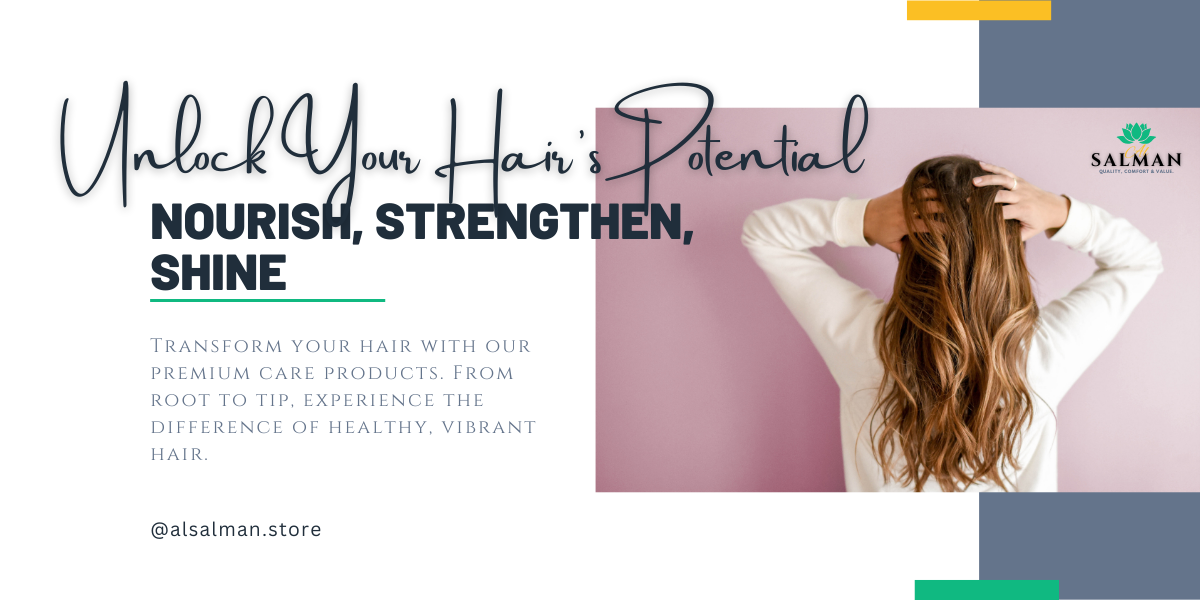 Unlock Your Hair's Potential
NOURISH, STRENGTHEN,
SHINE
Transform your hair with our
premium care products. From
root to tip, experience the
difference of healthy, vibrant
hair.
@alsalman.store
SALMAN
QUALITY, COMFORT & VALUE.